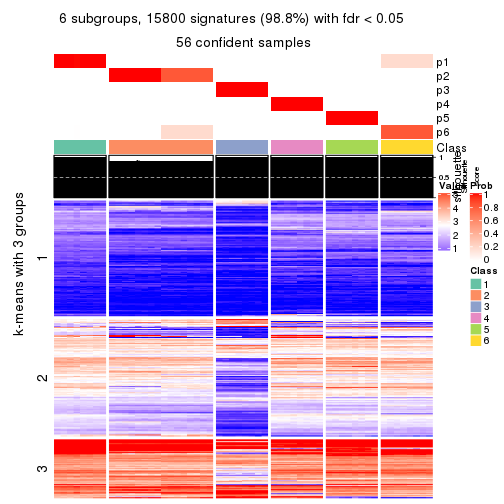 6 subgroups, 15800 signatures (98.8%) with fdr < 0.05
56 confident samples
p1
p2
p3
p4
p5
p6
Class
1
0.5
Silhouette
score
k-means with 3 groups
1
2
3
Value
4
3
2
1
Prob
1
0.8
0.6
0.4
0.2
0
Class
1
2
3
4
5
6